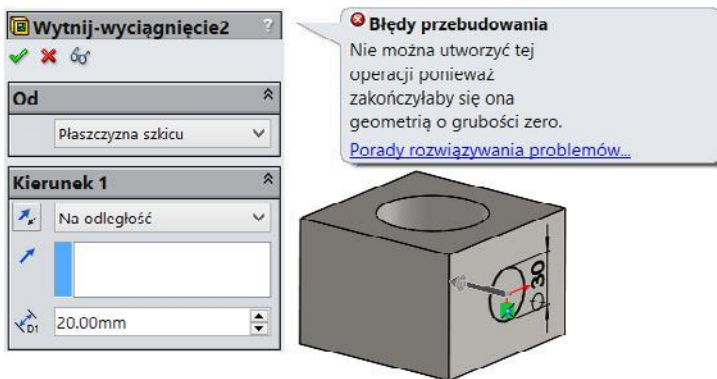 Wytnij-wyciągnięcie2 ?
Od
Płaszczyzna szkicu
Kierunek 1
Na odległość
D1
20.00mm
Błędy przebudowania
Nie można utworzyć tej
operacji ponieważ
zakończyłaby się ona
geometrią o grubości zero.
Porady rozwiązywania problemów...
∅30